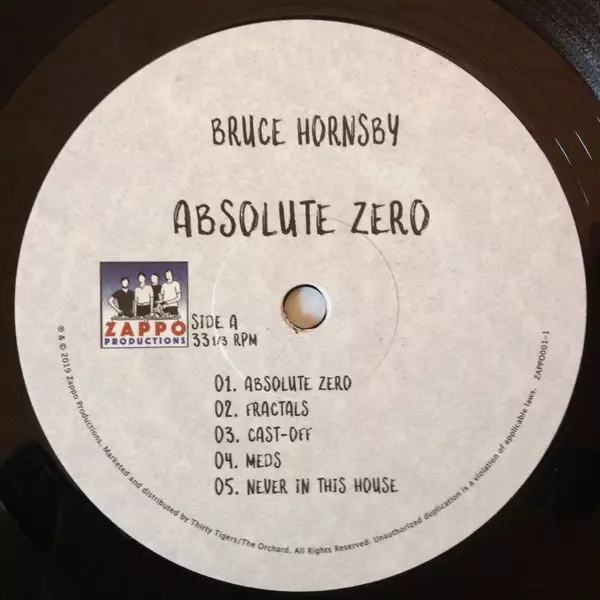 BRUCE HORNSBY
ABSOLUTE ZERO
ZAPPO
PRODUCTIONS
SIDE A
33 1/3 RPM
01. ABSOLUTE ZERO
02. FRACTALS
03. CAST-OFF
04. MEDS
05. NEVER IN THIS HOUSE
℗ & © 2019 Zappo Productions. Marketed and distributed by Thirty Tigers/The Orchard. All Rights Reserved. Unauthorized duplication is a violation of applicable laws. ZAPPO001-1